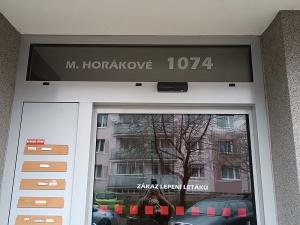 M. HORÁKOVÉ 1074
ZÁKAZ LEPENÍ LETÁKŮ